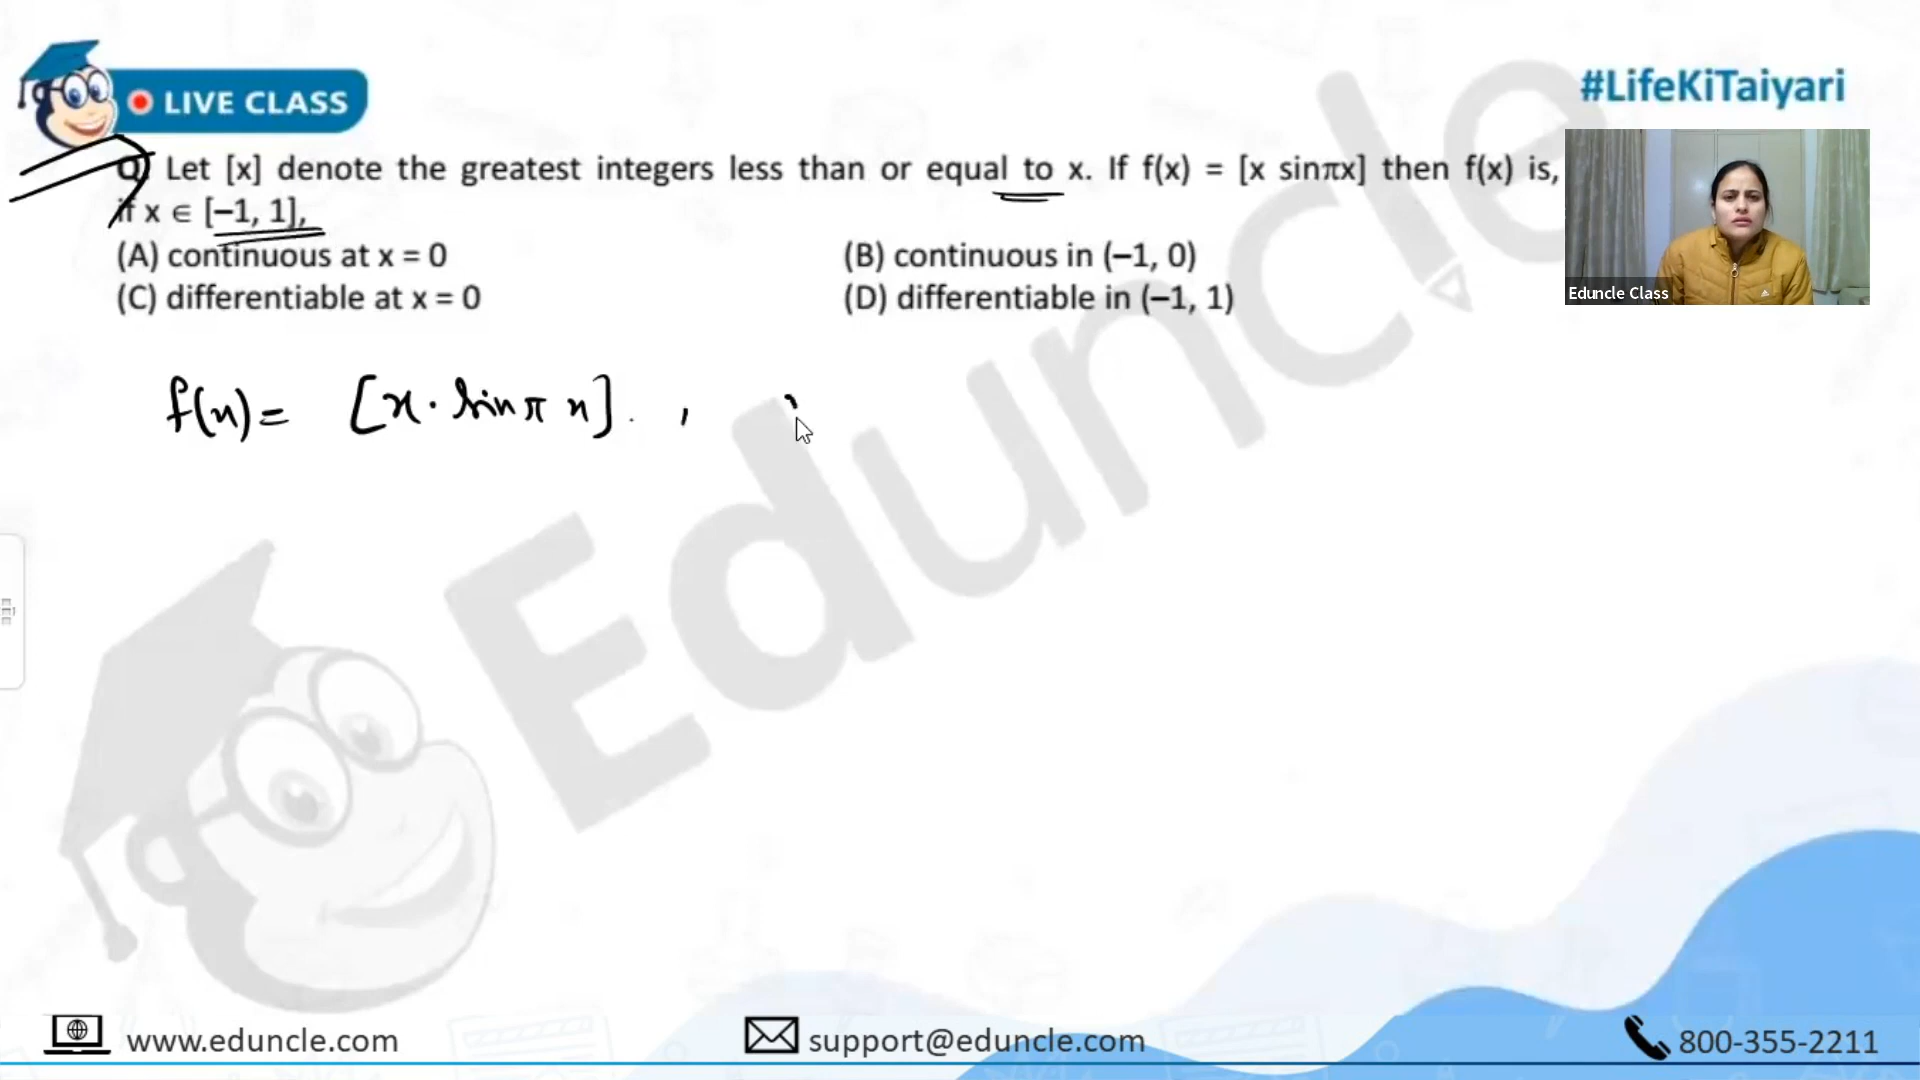 LIVE CLASS
#LifeKiTaiyari
Q) Let [x] denote the greatest integers less than or equal to x. If f(x) = [x sinπx] then f(x) is,
if x ∈ [–1, 1],
(A) continuous at x = 0
(B) continuous in (–1, 0)
(C) differentiable at x = 0
(D) differentiable in (–1, 1)
Eduncle Class
f(x) = [x · sin π x] . ,
Eduncle
www.eduncle.com
support@eduncle.com
800-355-2211